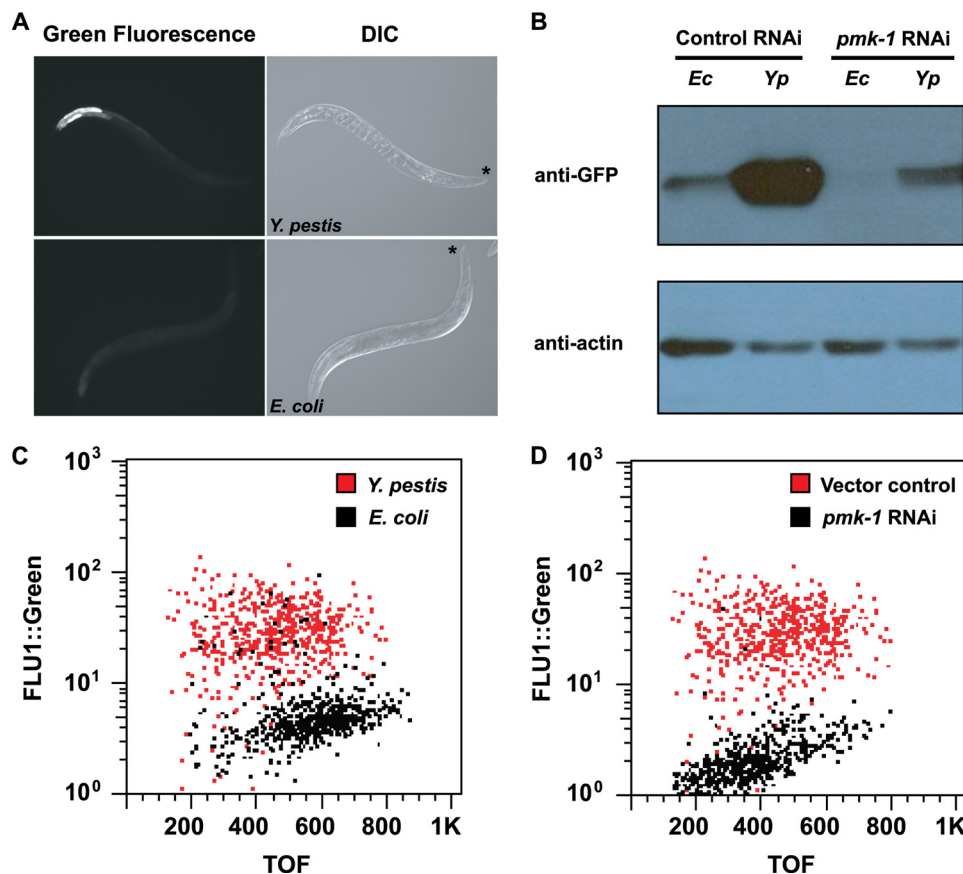 A
Green Fluorescence DIC
*
Y. pestis
*
E. coli
B
Control RNAi pmk-1 RNAi
Ec Yp Ec Yp
anti-GFP
anti-actin
C
10³
10²
10¹
10⁰
FLU1::Green
Y. pestis
E. coli
200 400 600 800 1K
TOF
D
10³
10²
10¹
10⁰
FLU1::Green
Vector control
pmk-1 RNAi
200 400 600 800 1K
TOF